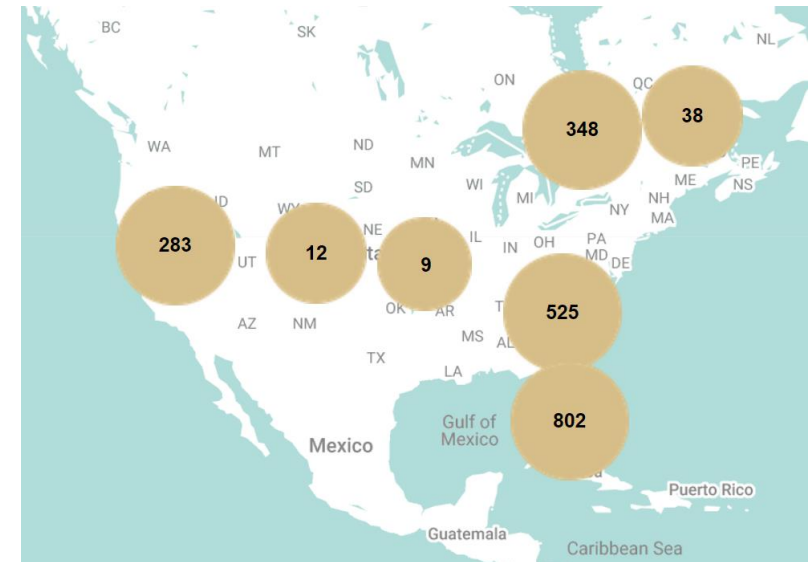 BC
SK
NL
ON
QC
348
38
WA
MT
ND
MN
PE
SD
WI
MI
ME
NS
NH
NY
MA
NE
IL
IN
OH
PA
MD
DE
283
UT
12
9
OK
AR
525
AZ
NM
MS
AL
TX
LA
802
Gulf of
Mexico
Mexico
Puerto Rico
Guatemala
Caribbean Sea